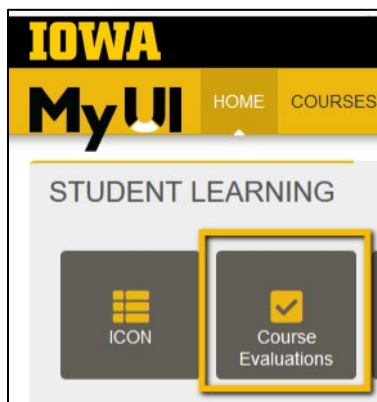 IOWA
MyUI
HOME COURSES
STUDENT LEARNING
ICON
Course
Evaluations